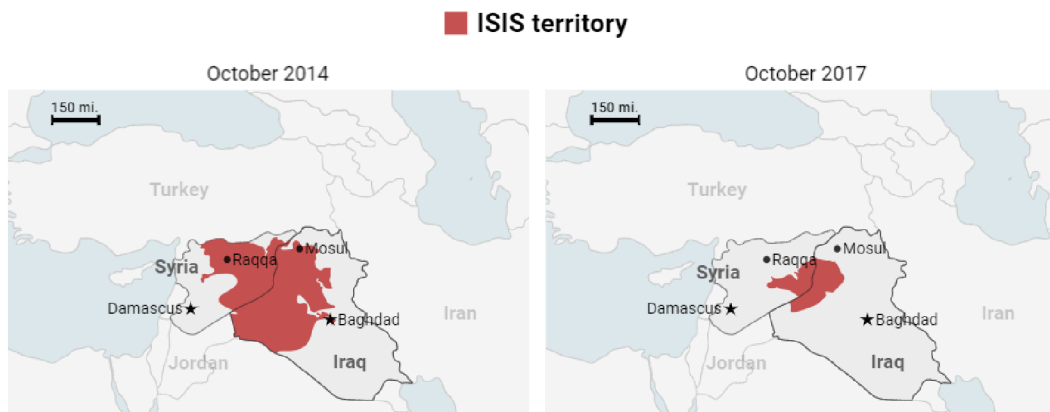 ISIS territory
October 2014
150 mi.
Turkey
Mosul
Raqqa
Syria
Damascus
Baghdad
Iran
Iraq
Jordan
October 2017
150 mi.
Turkey
Mosul
Raqqa
Syria
Damascus
Baghdad
Iran
Iraq
Jordan